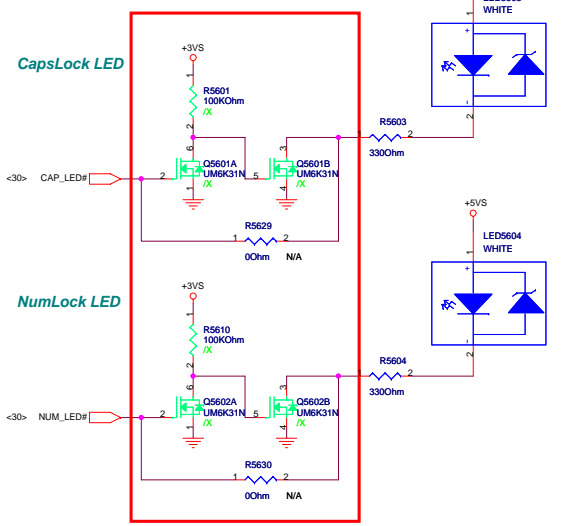 WHITE
1
+
-
2
CapsLock LED
+3VS
1
R5601
100KOhm
/X
2
R5603
1
2
330Ohm
6
Q5601A
UM6K31N
/X
2
1
3
Q5601B
UM6K31N
/X
5
4
<30>
CAP_LED#
R5629
1
2
0Ohm
N/A
+5VS
1
LED5604
WHITE
+
-
2
NumLock LED
+3VS
1
R5610
100KOhm
/X
2
R5604
1
2
330Ohm
6
Q5602A
UM6K31N
/X
2
1
3
Q5602B
UM6K31N
/X
5
4
<30>
NUM_LED#
R5630
1
2
0Ohm
N/A